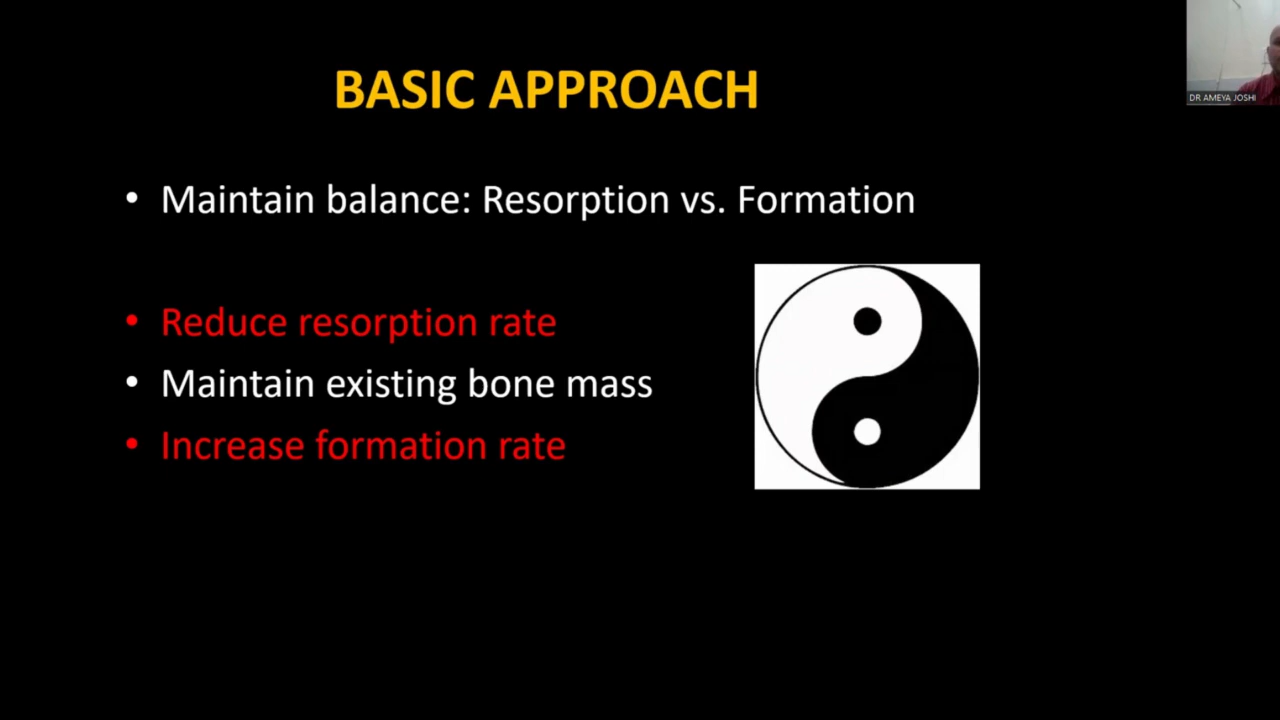 DR AMEYA JOSHI
BASIC APPROACH
• Maintain balance: Resorption vs. Formation
• Reduce resorption rate
• Maintain existing bone mass
• Increase formation rate